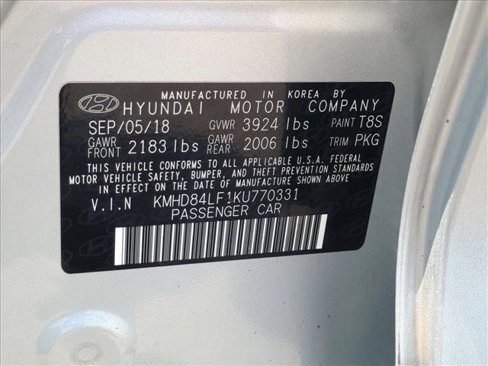 MANUFACTURED IN KOREA BY
HYUNDAI MOTOR COMPANY
SEP/05/18 GVWR 3924 lbs PAINT T8S
GAWR FRONT 2183 lbs GAWR REAR 2006 lbs TRIM PKG
THIS VEHICLE CONFORMS TO ALL APPLICABLE U.S.A. FEDERAL
MOTOR VEHICLE SAFETY, BUMPER, AND THEFT PREVENTION STANDARDS
IN EFFECT ON THE DATE OF MANUFACTURE SHOWN ABOVE.
V.I.N KMHD84LF1KU770331
PASSENGER CAR